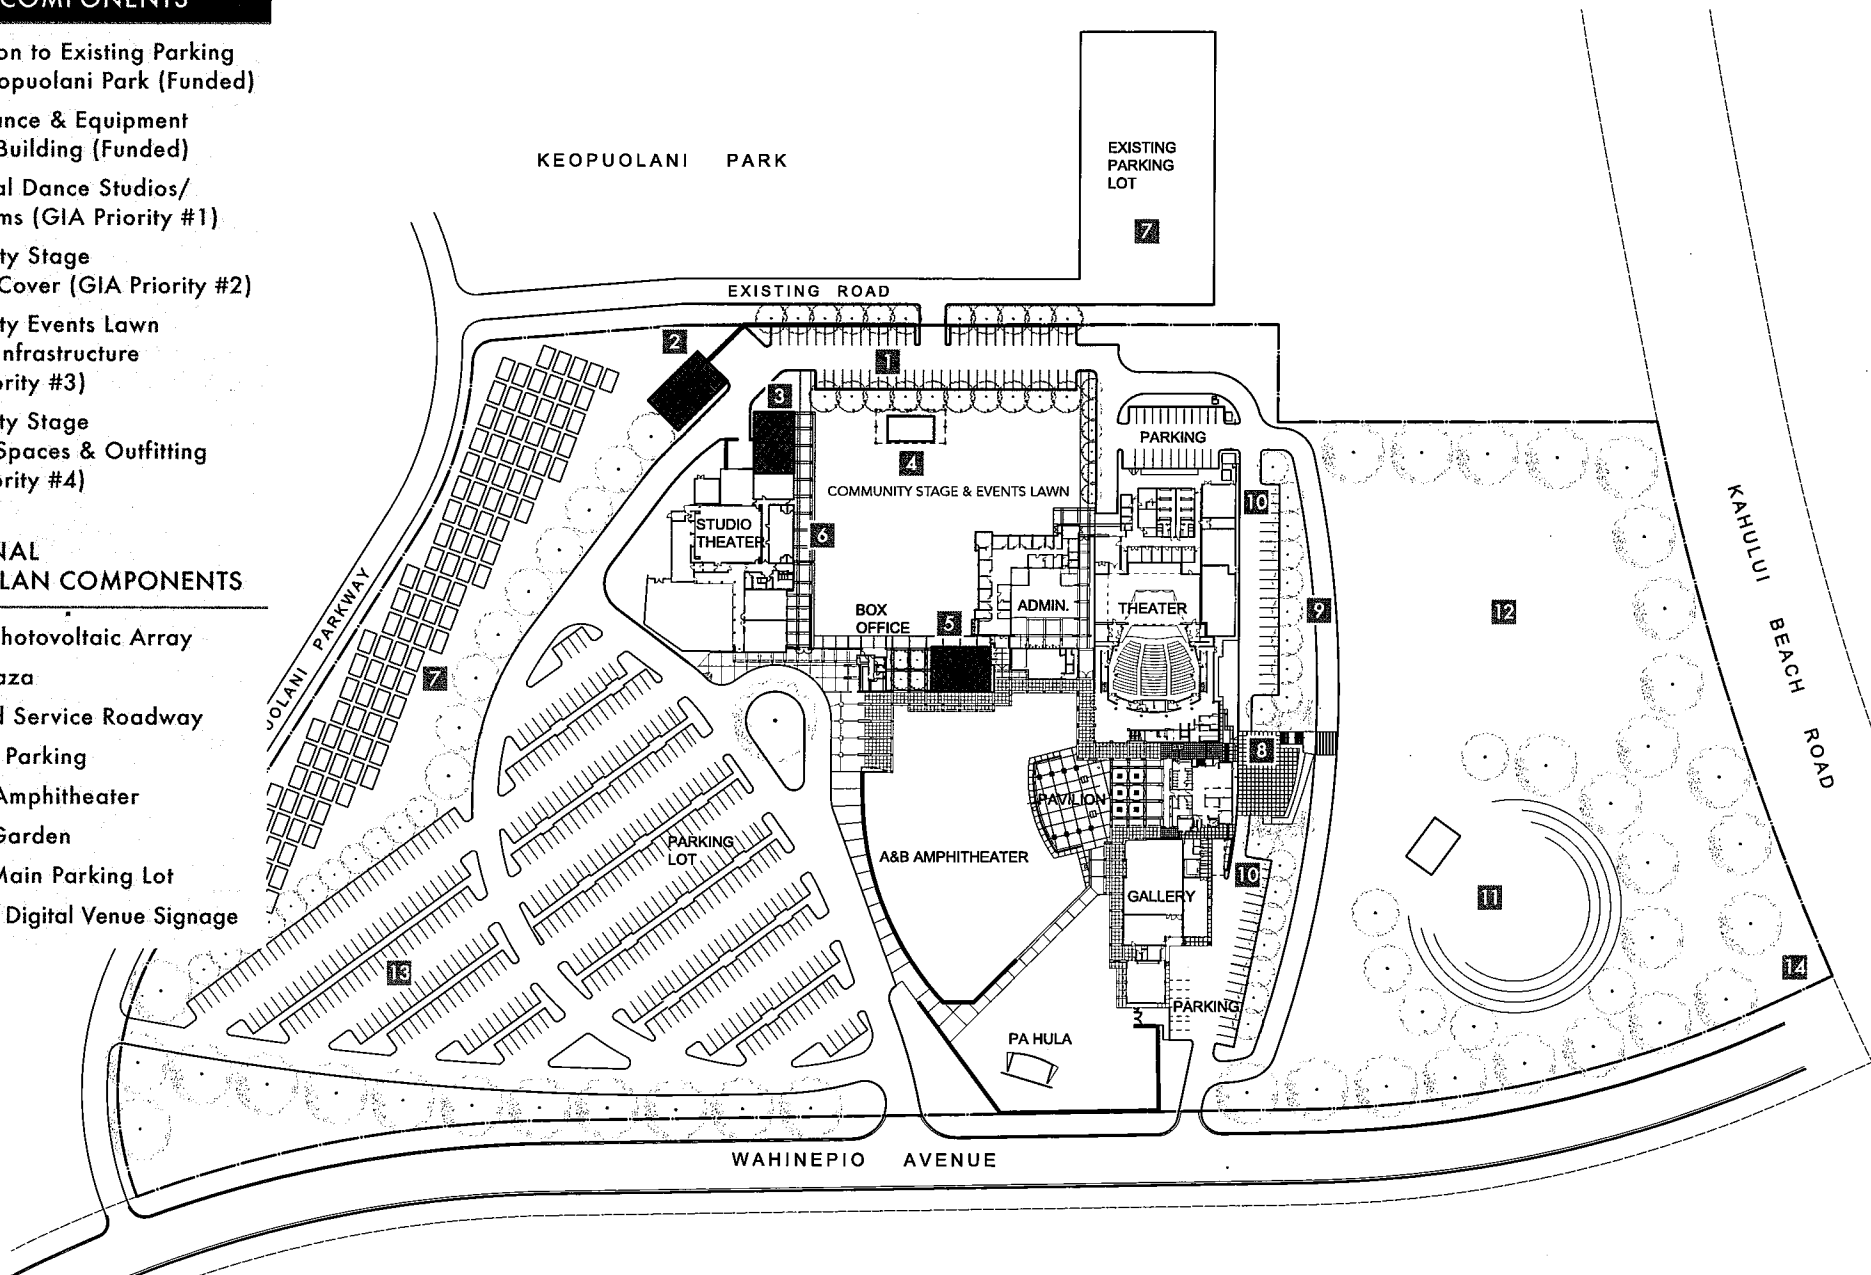 COMPONENTS
on to Existing Parking
opuolani Park (Funded)
ance & Equipment
Building (Funded)
al Dance Studios/
ms (GIA Priority #1)
ty Stage
Cover (GIA Priority #2)
ty Events Lawn
nfrastructure
ority #3)
ty Stage
Spaces & Outfitting
ority #4)
NAL
LAN COMPONENTS
hotovoltaic Array
aza
d Service Roadway
Parking
Amphitheater
Garden
Main Parking Lot
Digital Venue Signage
KEOPUOLANI PARK
EXISTING
PARKING
LOT
7
EXISTING ROAD
2
1
3
PARKING
4
COMMUNITY STAGE & EVENTS LAWN
10
STUDIO
THEATER
6
KAHULUI BEACH ROAD
UOLANI PARKWAY
BOX
OFFICE
5
ADMIN.
THEATER
9
12
7
8
PAVILION
PARKING
LOT
A&B AMPHITHEATER
10
GALLERY
11
13
14
PARKING
PA HULA
WAHINEPIO AVENUE